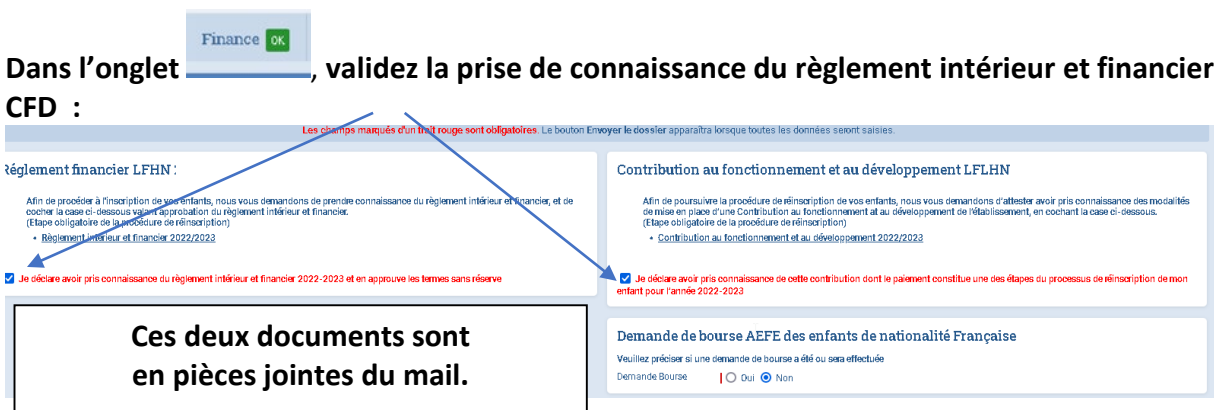 Finance OK
Dans l’onglet , validez la prise de connaissance du règlement intérieur et financier
CFD :
Les champs marqués d'un trait rouge sont obligatoires. Le bouton Envoyer le dossier apparaîtra lorsque toutes les données seront saisies.
Réglement financier LFHN :
Afin de procéder à l'inscription de vos enfants, nous vous demandons de prendre connaissance du règlement intérieur et financier, et de
cocher la case ci-dessous valant approbation du règlement intérieur et financier.
(Etape obligatoire de la procédure de réinscription)
• Règlement intérieur et financier 2022/2023
Je déclare avoir pris connaissance du règlement intérieur et financier 2022-2023 et en approuve les termes sans réserve
Contribution au fonctionnement et au développement LFLHN
Afin de poursuivre la procédure de réinscription de vos enfants, nous vous demandons d'attester avoir pris connaissance des modalités
de mise en place d'une Contribution au fonctionnement at au développement de l'établissement, en cochant la case ci-dessous.
(Etape obligatoire de la procédure de réinscription)
• Contribution au fonctionnement et au développement 2022/2023
Je déclare avoir pris connaissance de cette contribution dont le paiement constitue une des étapes du processus de réinscription de mon
enfant pour l'année 2022-2023
Ces deux documents sont
en pièces jointes du mail.
Demande de bourse AEFE des enfants de nationalité Française
Veuillez préciser si une demande de bourse a été ou sera effectuée
Demande Bourse Oui Non